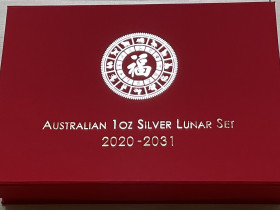 福
AUSTRALIAN 1OZ SILVER LUNAR SET
2020-2031